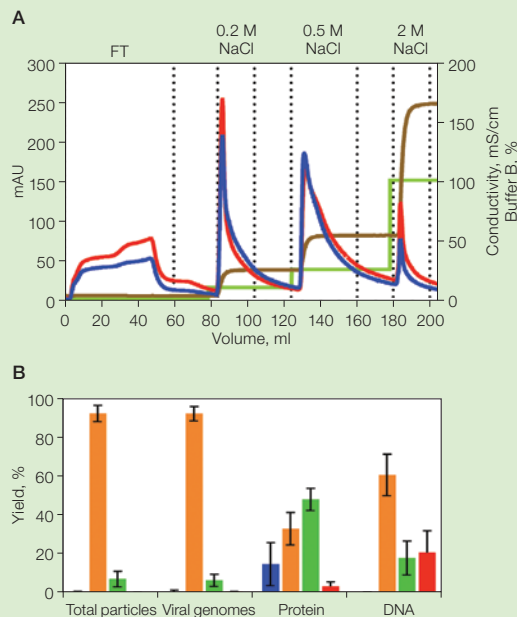 A
FT
0.2 M NaCl
0.5 M NaCl
2 M NaCl
300
250
200
150
100
50
0
mAU
200
150
100
50
0
Conductivity, mS/cm
Buffer B, %
0 20 40 60 80 100 120 140 160 180 200
Volume, ml
B
100
80
60
40
20
0
Yield, %
Total particles Viral genomes Protein DNA